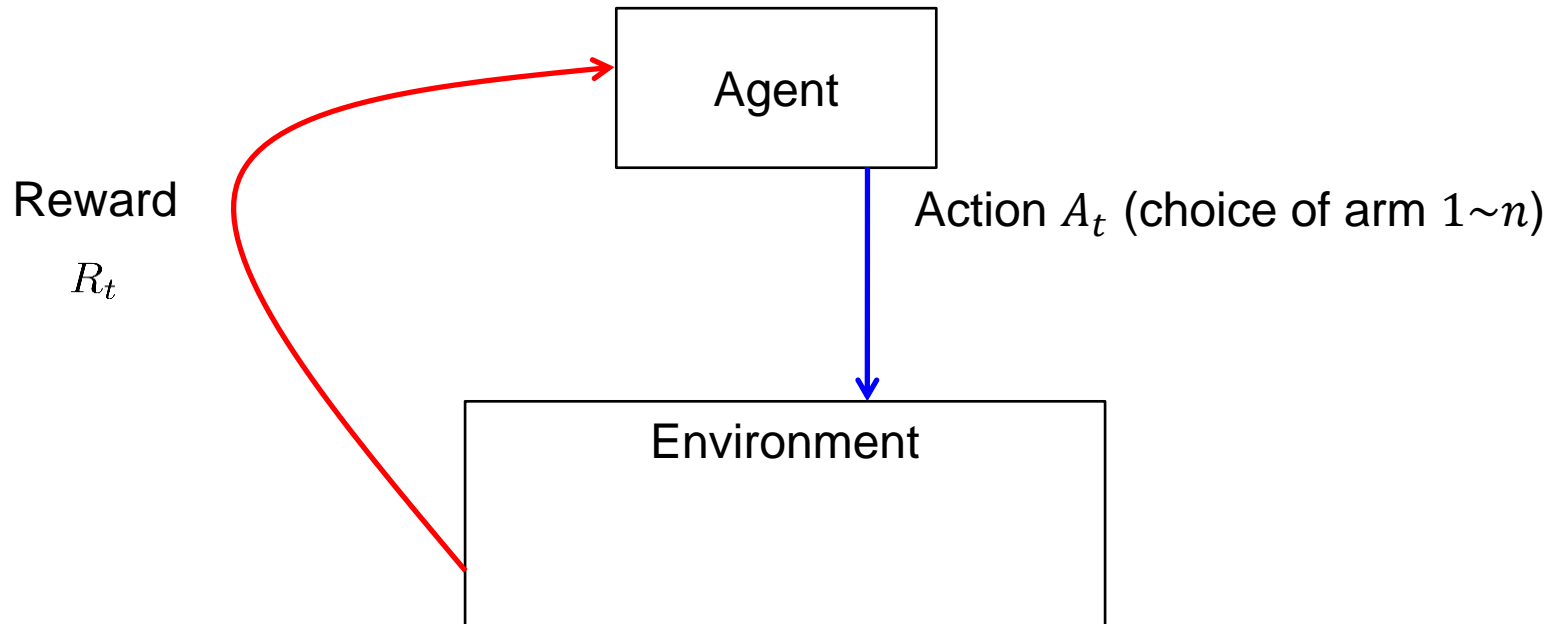 Agent
Reward
R_t
Action A_t (choice of arm 1~n)
Environment